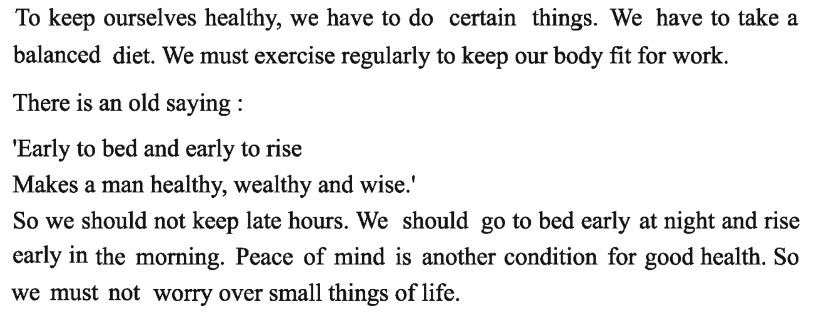 To keep ourselves healthy, we have to do certain things. We have to take a
balanced diet. We must exercise regularly to keep our body fit for work.
There is an old saying :
'Early to bed and early to rise
Makes a man healthy, wealthy and wise.'
So we should not keep late hours. We should go to bed early at night and rise
early in the morning. Peace of mind is another condition for good health. So
we must not worry over small things of life.